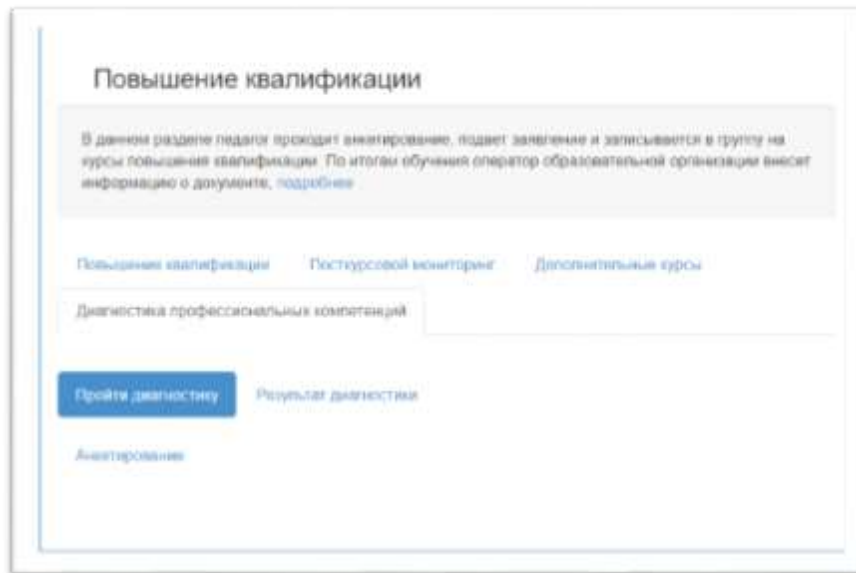 Повышение квалификации
В данном разделе педагог проходит анкетирование, подает заявление и записывается в группу на
курсы повышения квалификации. По итогам обучения оператор образовательной организации внесет
информацию о документе, подробнее
Повышение квалификации Посткурсовой мониторинг Дополнительные курсы
Диагностика профессиональных компетенций
Пройти диагностику Результат диагностики
Анкетирование